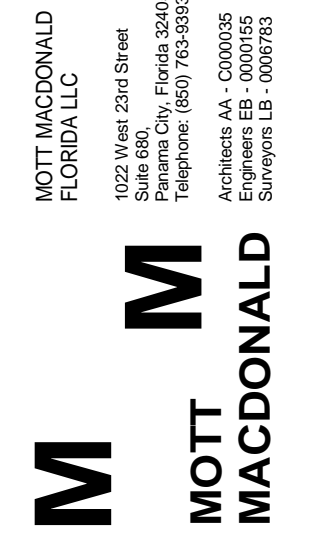 M
M
MOTT
MACDONALD
MOTT MACDONALD
FLORIDA LLC
1022 West 23rd Street
Suite 680,
Panama City, Florida 3240
Telephone: (850) 763-9393
Architects AA - C000035
Engineers EB - 0000155
Surveyors LB - 0006783